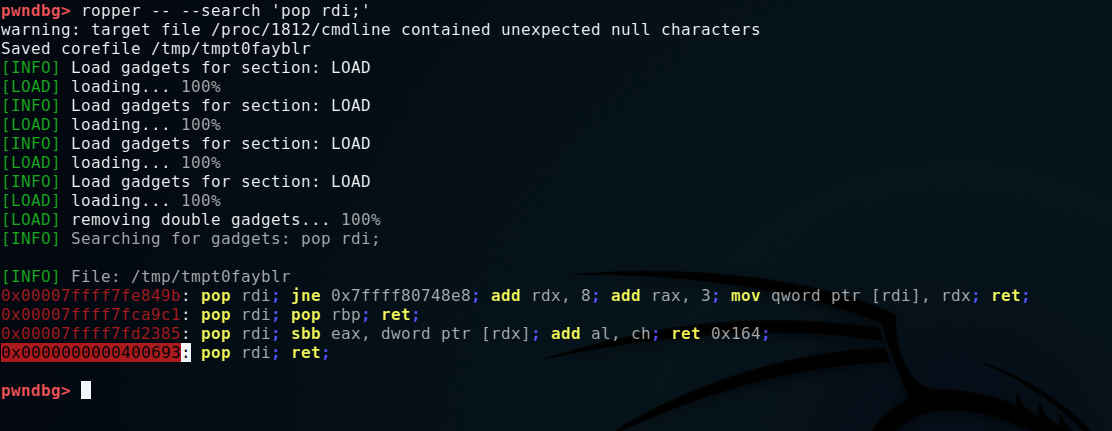 pwndbg> ropper -- --search 'pop rdi;'
warning: target file /proc/1812/cmdline contained unexpected null characters
Saved corefile /tmp/tmpt0fayblr
[INFO] Load gadgets for section: LOAD
[LOAD] loading... 100%
[INFO] Load gadgets for section: LOAD
[LOAD] loading... 100%
[INFO] Load gadgets for section: LOAD
[LOAD] loading... 100%
[INFO] Load gadgets for section: LOAD
[LOAD] loading... 100%
[LOAD] removing double gadgets... 100%
[INFO] Searching for gadgets: pop rdi;
[INFO] File: /tmp/tmpt0fayblr
0x00007ffff7fe849b: pop rdi; jne 0x7ffff80748e8; add rdx, 8; add rax, 3; mov qword ptr [rdi], rdx; ret;
0x00007ffff7fca9c1: pop rdi; pop rbp; ret;
0x00007ffff7fd2385: pop rdi; sbb eax, dword ptr [rdx]; add al, ch; ret 0x164;
0x0000000000400693: pop rdi; ret;
pwndbg>